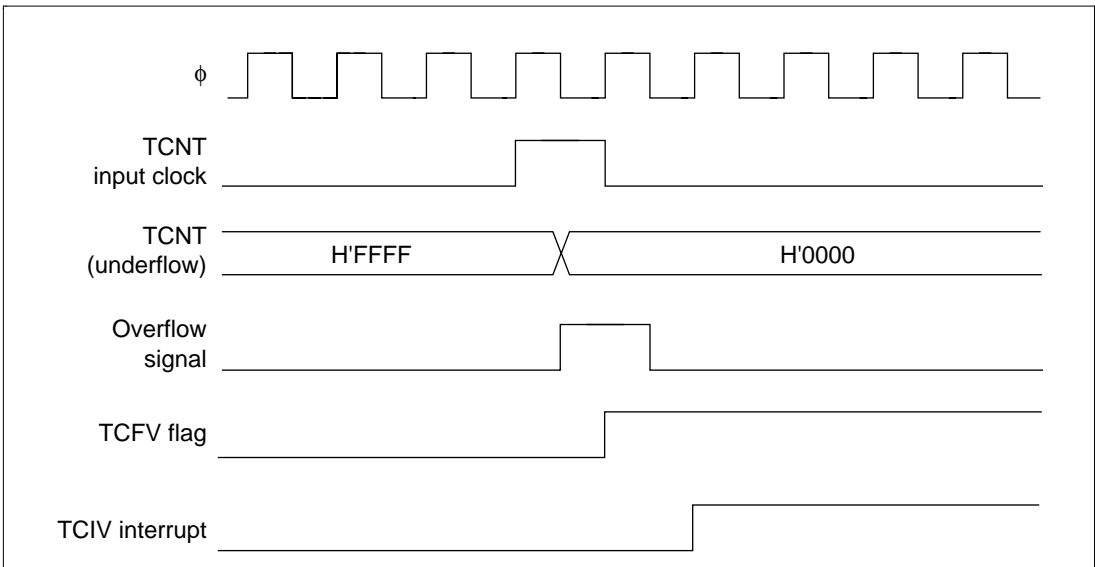 ϕ
TCNT
input clock
TCNT
(underflow)
H'FFFF H'0000
Overflow
signal
TCFV flag
TCIV interrupt